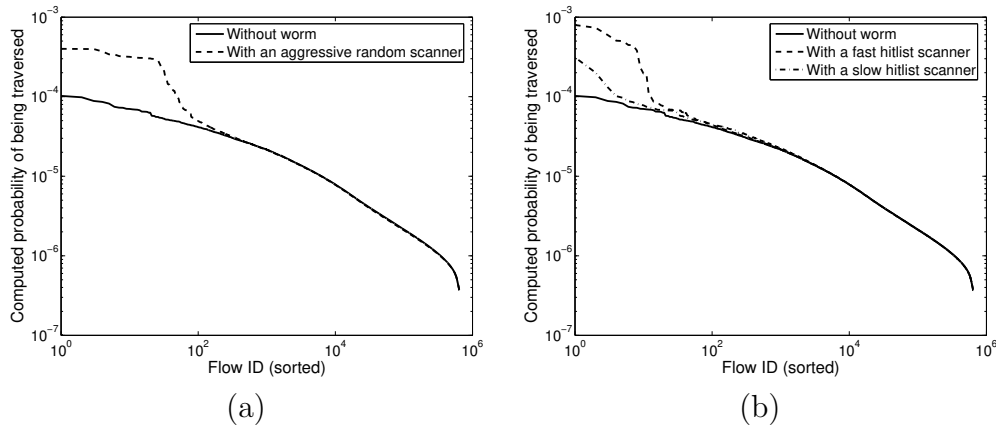 10^-3
10^-4
10^-5
10^-6
10^-7
Computed probability of being traversed
Without worm
With an aggressive random scanner
10^0
10^2
10^4
10^6
Flow ID (sorted)
(a)
10^-3
10^-4
10^-5
10^-6
10^-7
Computed probability of being traversed
Without worm
With a fast hitlist scanner
With a slow hitlist scanner
10^0
10^2
10^4
10^6
Flow ID (sorted)
(b)